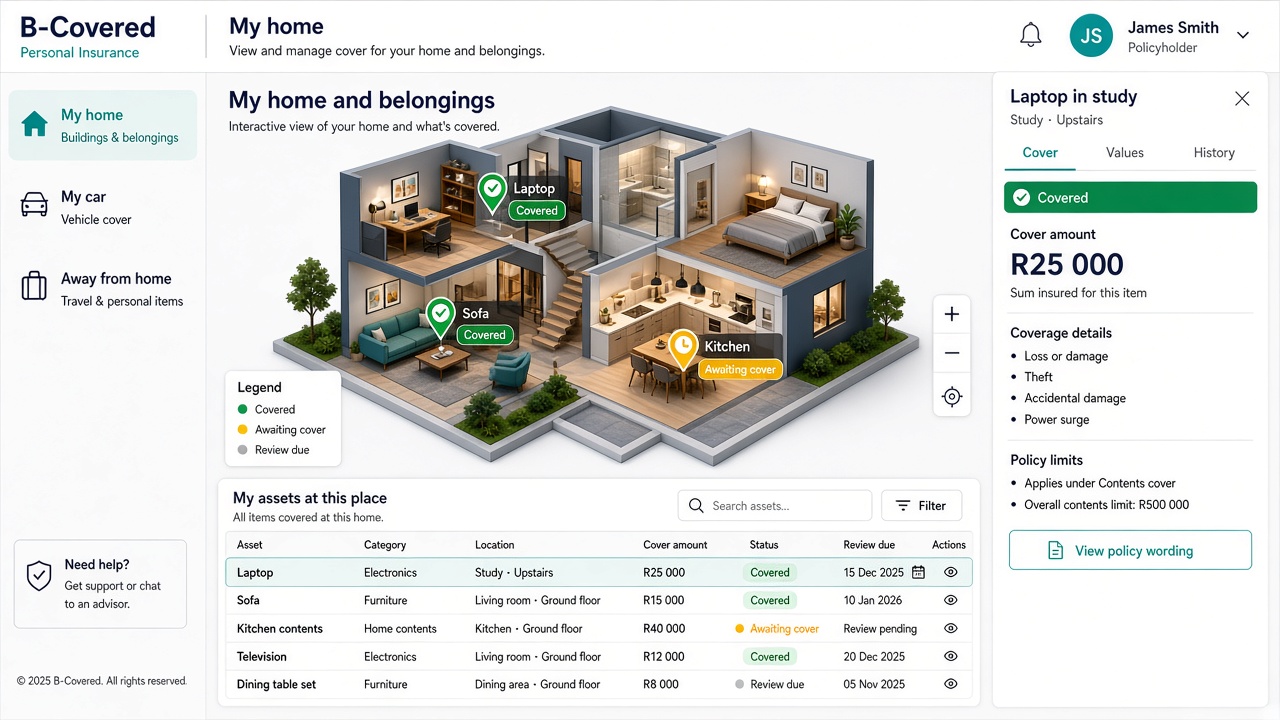 B-Covered
Personal Insurance
My home
View and manage cover for your home and belongings.
JS
James Smith
Policyholder
My home
Buildings & belongings
My car
Vehicle cover
Away from home
Travel & personal items
Need help?
Get support or chat
to an advisor.
© 2025 B-Covered. All rights reserved.
My home and belongings
Interactive view of your home and what's covered.
Laptop
Covered
Sofa
Covered
Kitchen
Awaiting cover
Legend
Covered
Awaiting cover
Review due
My assets at this place
All items covered at this home.
Search assets...
Filter
Asset Category Location Cover amount Status Review due Actions
Laptop Electronics Study · Upstairs R25 000 Covered 15 Dec 2025
Sofa Furniture Living room · Ground floor R15 000 Covered 10 Jan 2026
Kitchen contents Home contents Kitchen · Ground floor R40 000 Awaiting cover Review pending
Television Electronics Living room · Ground floor R12 000 Covered 20 Dec 2025
Dining table set Furniture Dining area · Ground floor R8 000 Review due 05 Nov 2025
Laptop in study
Study · Upstairs
Cover Values History
Covered
Cover amount
R25 000
Sum insured for this item
Coverage details
• Loss or damage
• Theft
• Accidental damage
• Power surge
Policy limits
• Applies under Contents cover
• Overall contents limit: R500 000
View policy wording